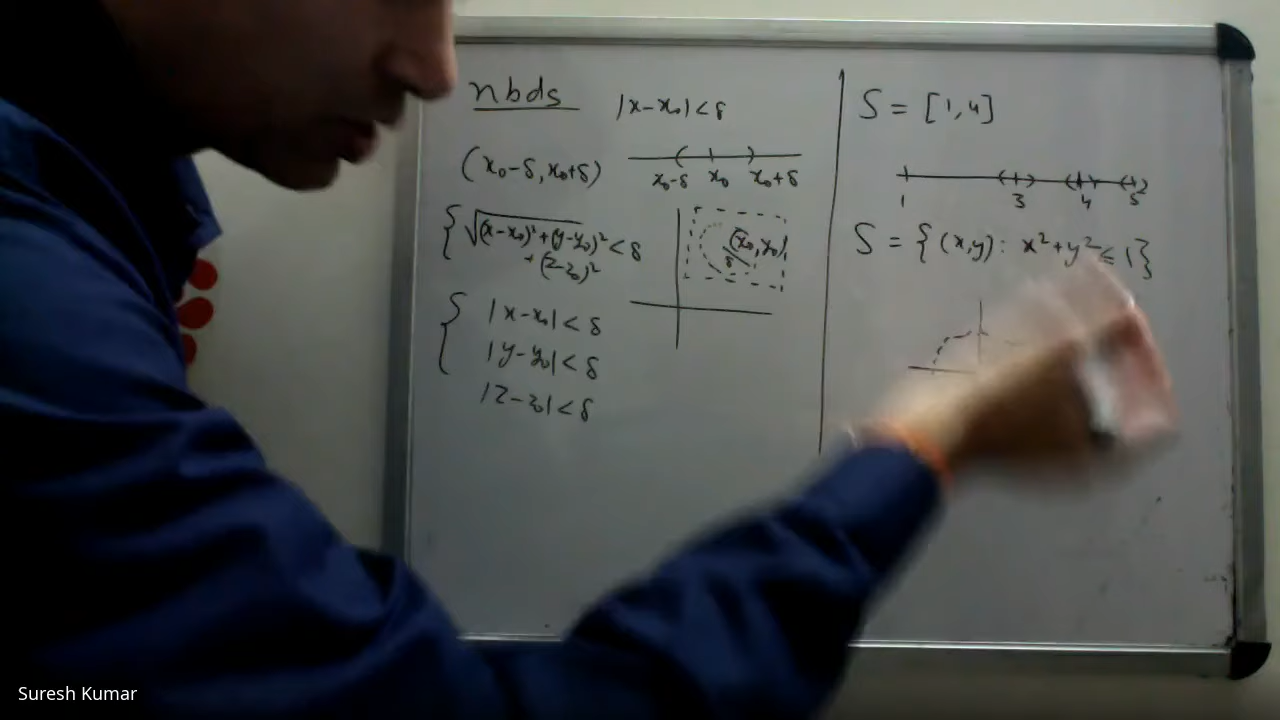 nbds
|x-x₀|<δ
(x₀-δ, x₀+δ)
x₀-δ x₀ x₀+δ
{ √(x-x₀)²+(y-y₀)² < δ
+(z-z₀)²
(x₀,y₀)
δ
{ |x-x₀|<δ
|y-y₀|<δ
|z-z₀|<δ
S = [1,4]
1 3 4 5
S = {(x,y): x²+y² ≤ 1}
Suresh Kumar